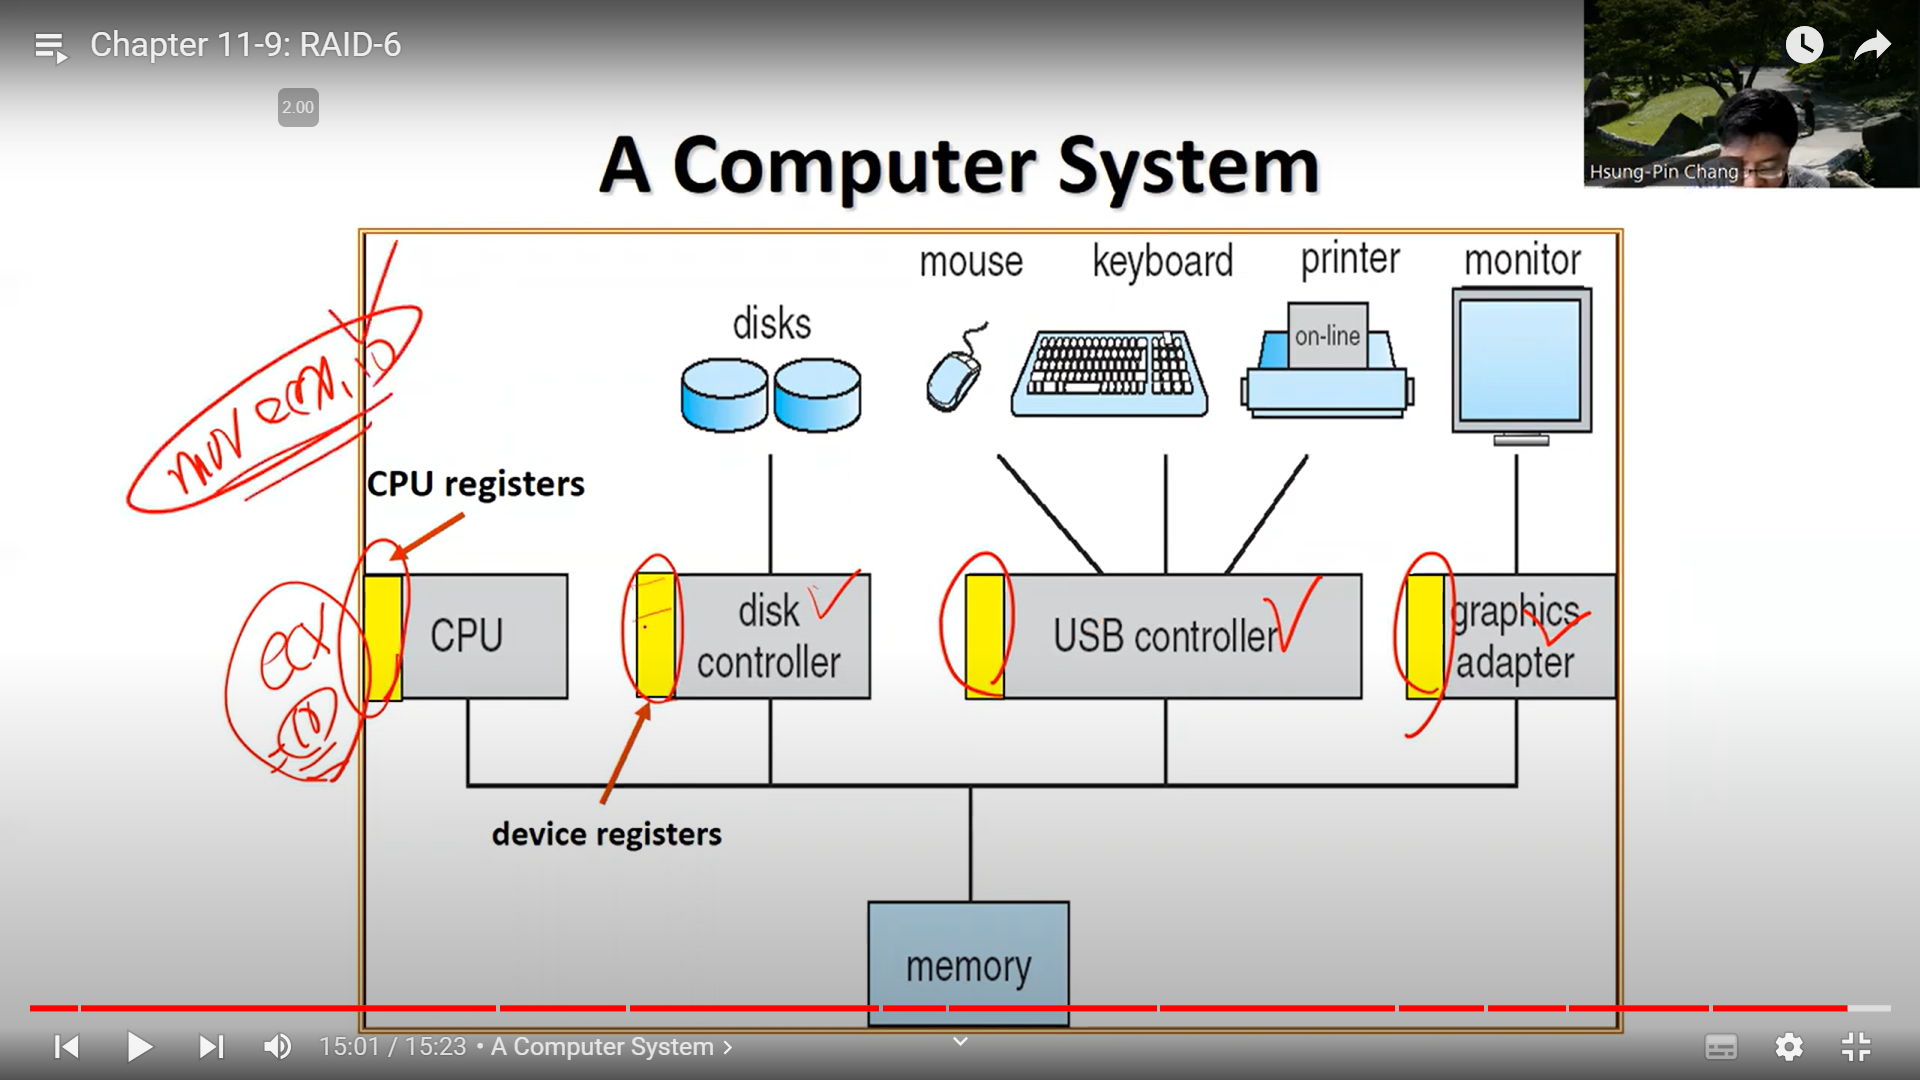 Chapter 11-9: RAID-6
2.00
Hsung-Pin Chang
A Computer System
mouse
keyboard
printer
monitor
disks
on-line
mov ecx, 10
CPU registers
CPU
disk
controller
USB controller
graphics
adapter
ecx
device registers
memory
15:01 / 15:23 • A Computer System >